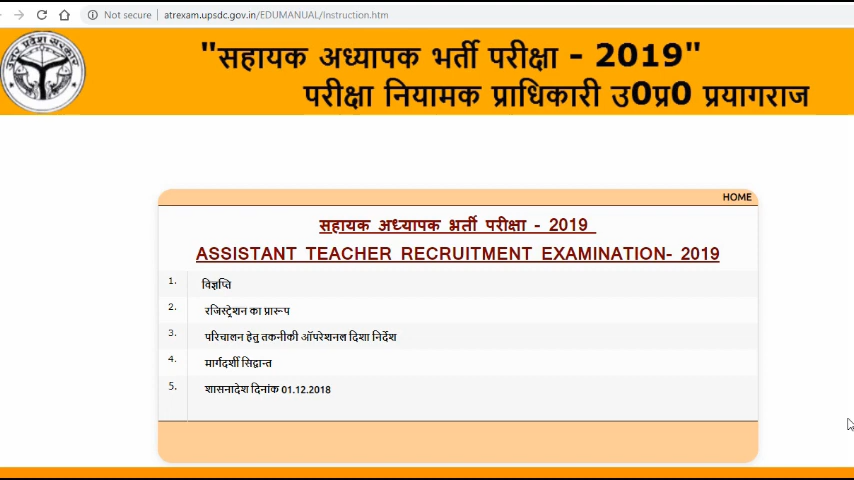 Not secure | atrexam.upsdc.gov.in/EDUMANUAL/Instruction.htm
"सहायक अध्यापक भर्ती परीक्षा - 2019"
परीक्षा नियामक प्राधिकारी उ0प्र0 प्रयागराज
HOME
सहायक अध्यापक भर्ती परीक्षा - 2019
ASSISTANT TEACHER RECRUITMENT EXAMINATION- 2019
1. विज्ञप्ति
2. रजिस्ट्रेशन का प्रारूप
3. परिचालन हेतु तकनीकी ऑपरेशनल दिशा निर्देश
4. मार्गदर्शी सिद्वान्त
5. शासनादेश दिनांक 01.12.2018